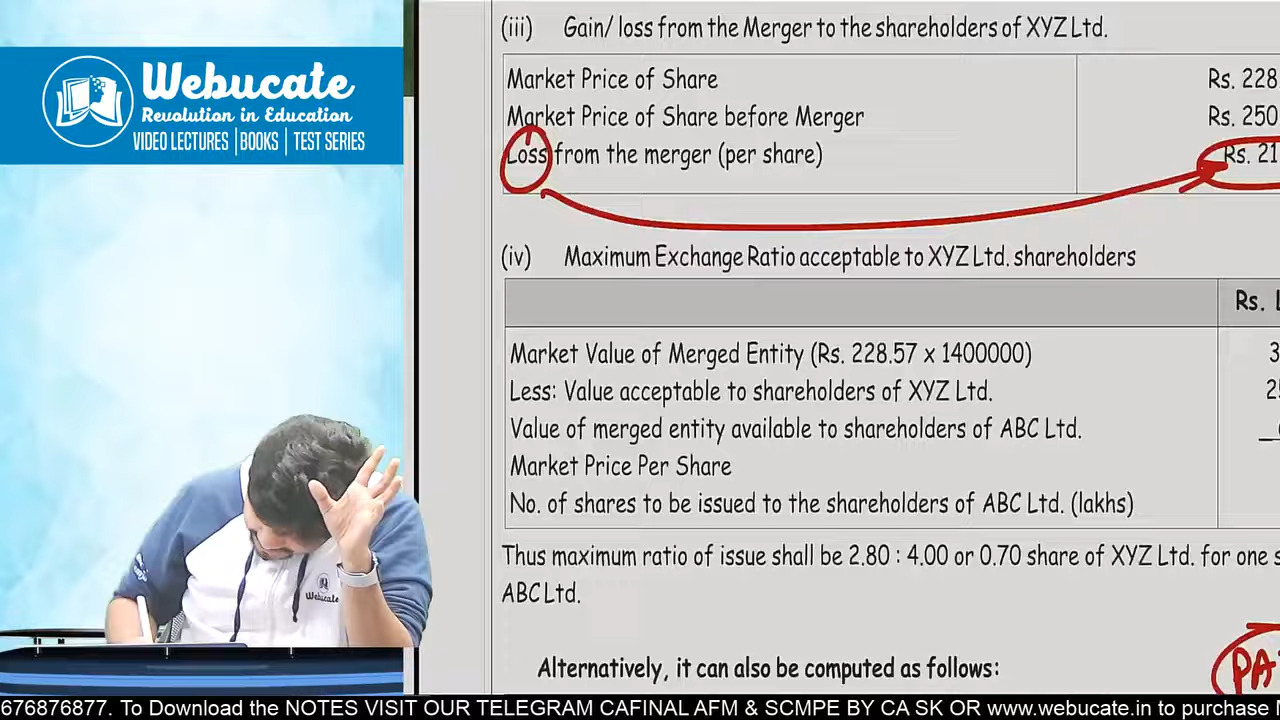 Webucate
Revolution in Education
VIDEO LECTURES | BOOKS | TEST SERIES
(iii) Gain/ loss from the Merger to the shareholders of XYZ Ltd.
Market Price of Share Rs. 228.
Market Price of Share before Merger Rs. 250
Loss from the merger (per share) Rs. 21
(iv) Maximum Exchange Ratio acceptable to XYZ Ltd. shareholders
Rs.
Market Value of Merged Entity (Rs. 228.57 x 1400000) 3
Less: Value acceptable to shareholders of XYZ Ltd.
Value of merged entity available to shareholders of ABC Ltd.
Market Price Per Share
No. of shares to be issued to the shareholders of ABC Ltd. (lakhs)
Thus maximum ratio of issue shall be 2.80 : 4.00 or 0.70 share of XYZ Ltd. for one
ABC Ltd.
Alternatively, it can also be computed as follows:
PA
Webucate
676876877. To Download the NOTES VISIT OUR TELEGRAM CAFINAL AFM & SCMPE BY CA SK OR www.webucate.in to purchase